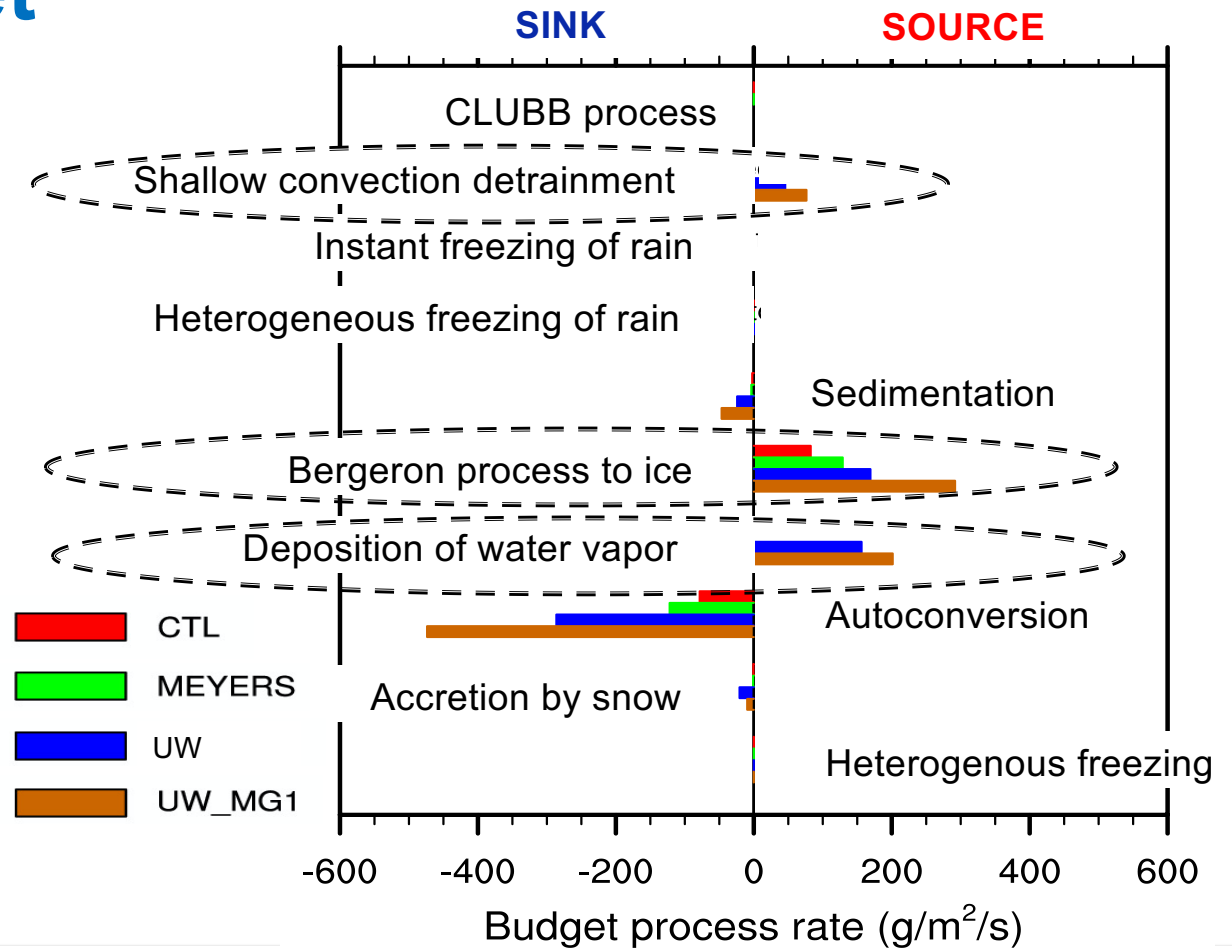 SINK SOURCE
CLUBB process
Shallow convection detrainment
Instant freezing of rain
Heterogeneous freezing of rain
Sedimentation
Bergeron process to ice
Deposition of water vapor
Autoconversion
Accretion by snow
Heterogenous freezing
CTL
MEYERS
UW
UW_MG1
-600 -400 -200 0 200 400 600
Budget process rate (g/m²/s)